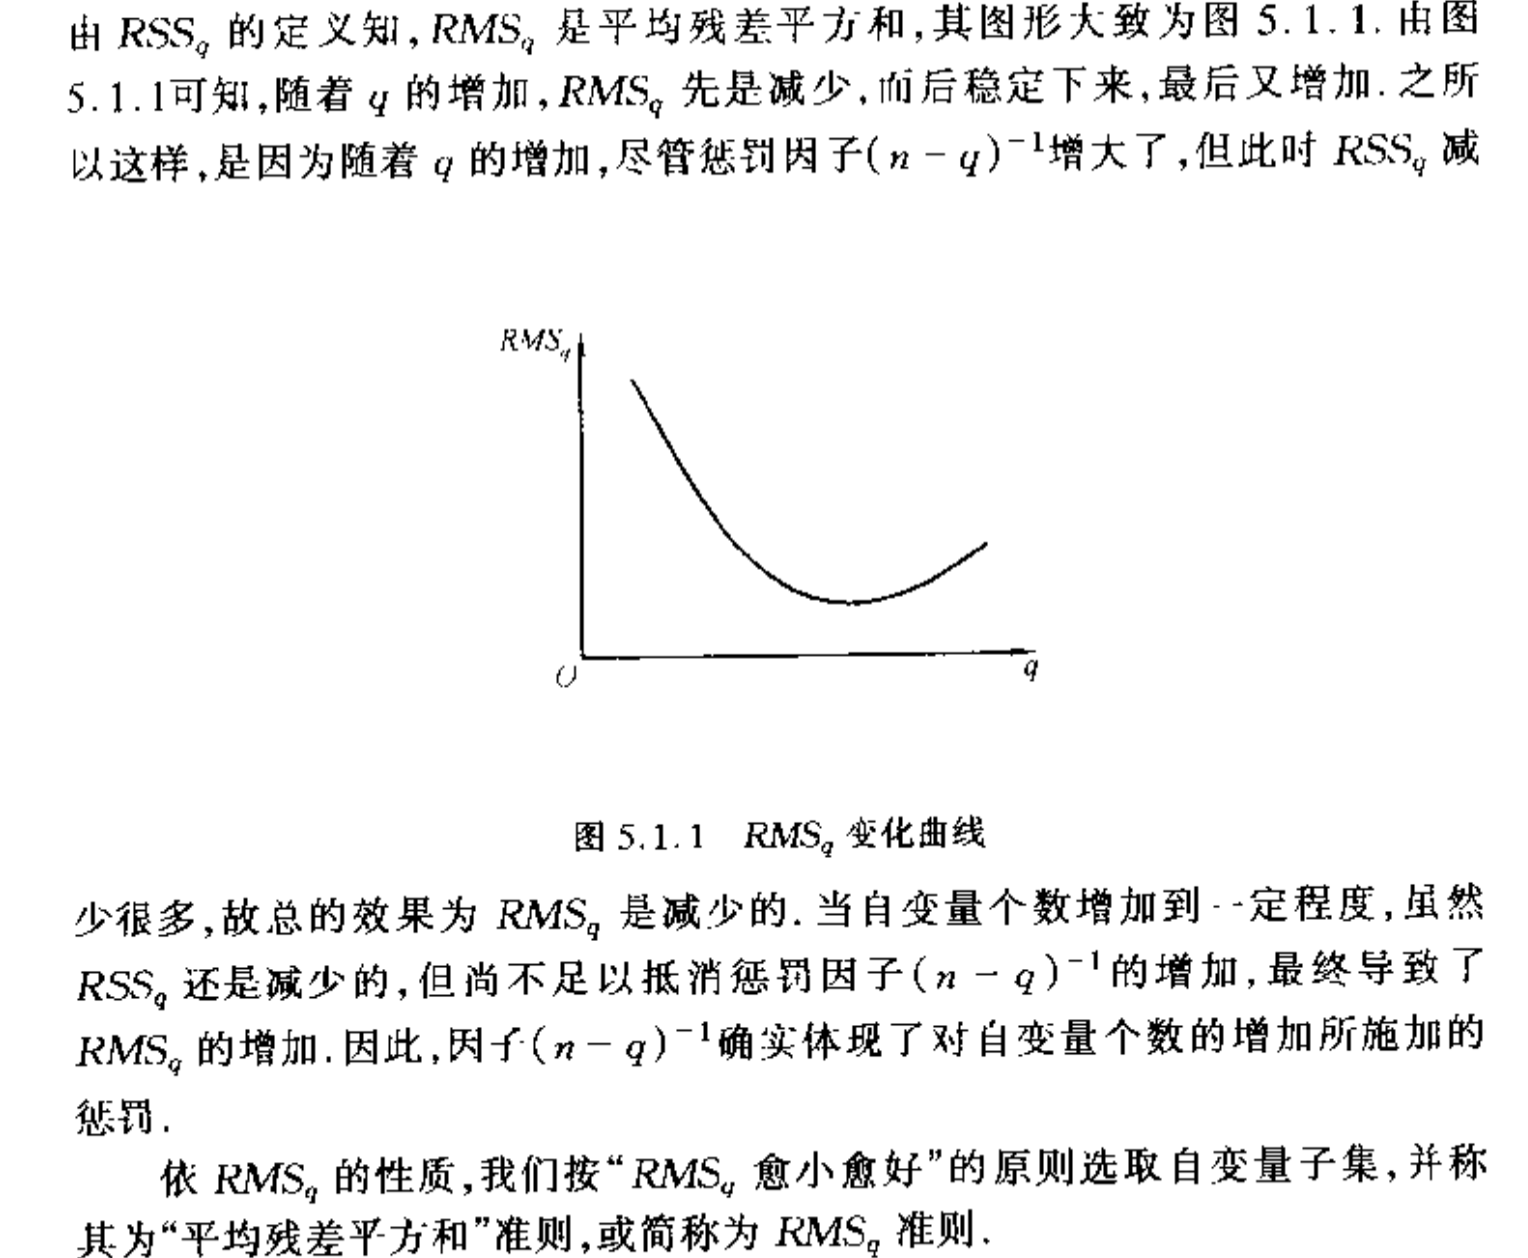 由 RSS_q 的定义知,RMS_q 是平均残差平方和,其图形大致为图 5.1.1. 由图
5.1.1可知,随着 q 的增加,RMS_q 先是减少,而后稳定下来,最后又增加.之所
以这样,是因为随着 q 的增加,尽管惩罚因子(n - q)⁻¹增大了,但此时 RSS_q 减
RMS_q
O
q
图 5.1.1 RMS_q 变化曲线
少很多,故总的效果为 RMS_q 是减少的.当自变量个数增加到一定程度,虽然
RSS_q 还是减少的,但尚不足以抵消惩罚因子(n - q)⁻¹的增加,最终导致了
RMS_q 的增加.因此,因子(n - q)⁻¹确实体现了对自变量个数的增加所施加的
惩罚.
依 RMS_q 的性质,我们按“RMS_q 愈小愈好”的原则选取自变量子集,并称
其为“平均残差平方和”准则,或简称为 RMS_q 准则.